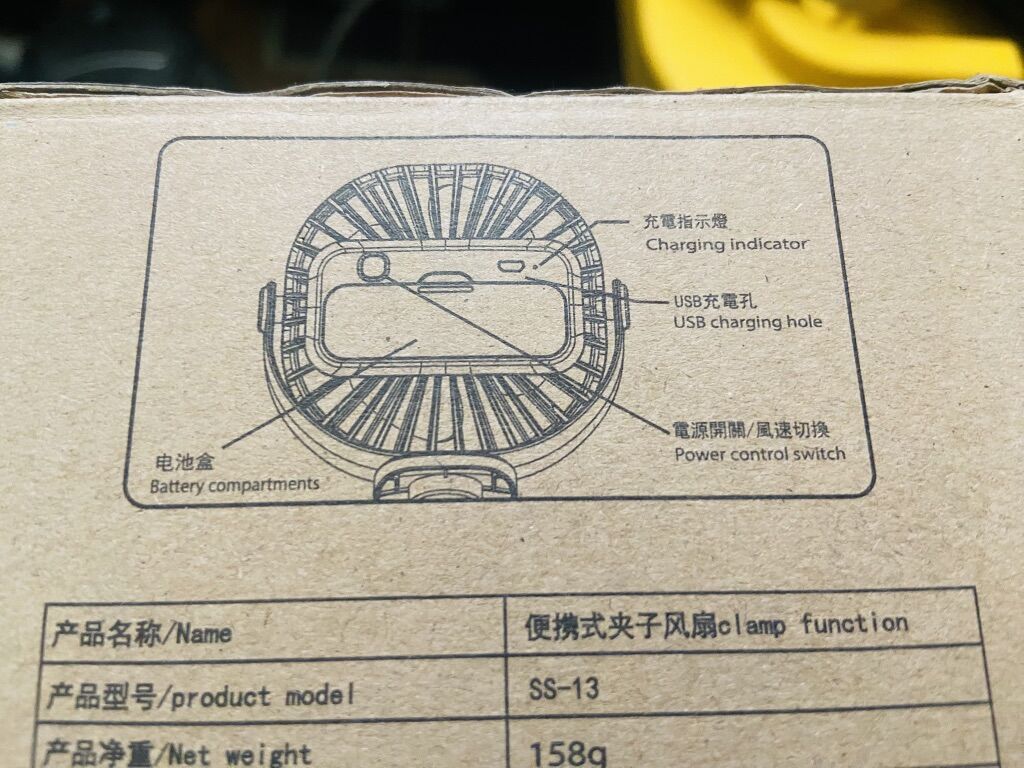 充電指示燈
Charging indicator
USB充電孔
USB charging hole
電源開關/風速切換
Power control switch
电池盒
Battery compartments
产品名称/Name
便携式夹子风扇clamp function
产品型号/product model
SS-13
产品净重/Net weight
158g